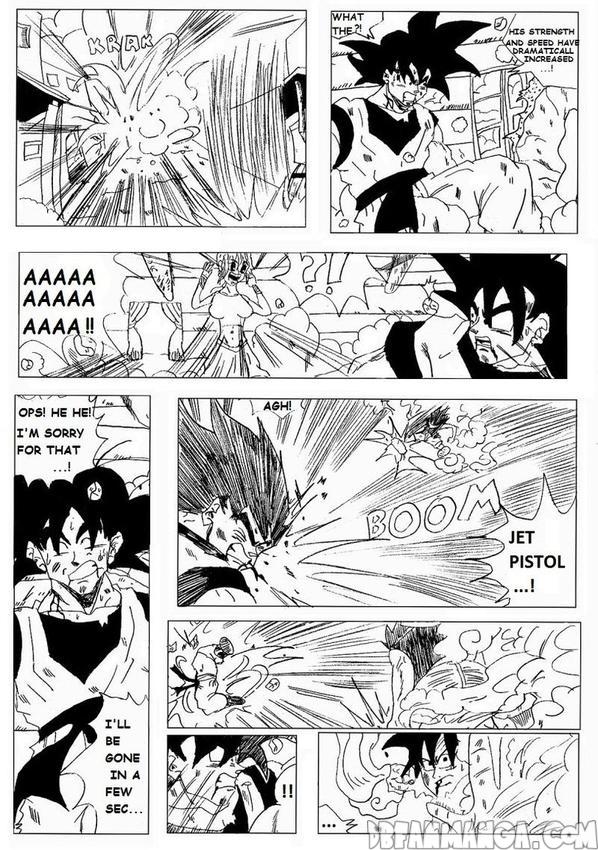 KRAK
WHAT
THE?!
HIS STRENGTH
AND SPEED HAVE
DRAMATICALL
INCREASED
...!
AAAAA
AAAAA
AAAA!!
?!
OPS! HE HE!
I'M SORRY
FOR THAT
...!
I'LL
BE
GONE
IN A
FEW
SEC...
AGH!
BOOM
JET
PISTOL
...!
!!
...
DBFANMANGA.COM